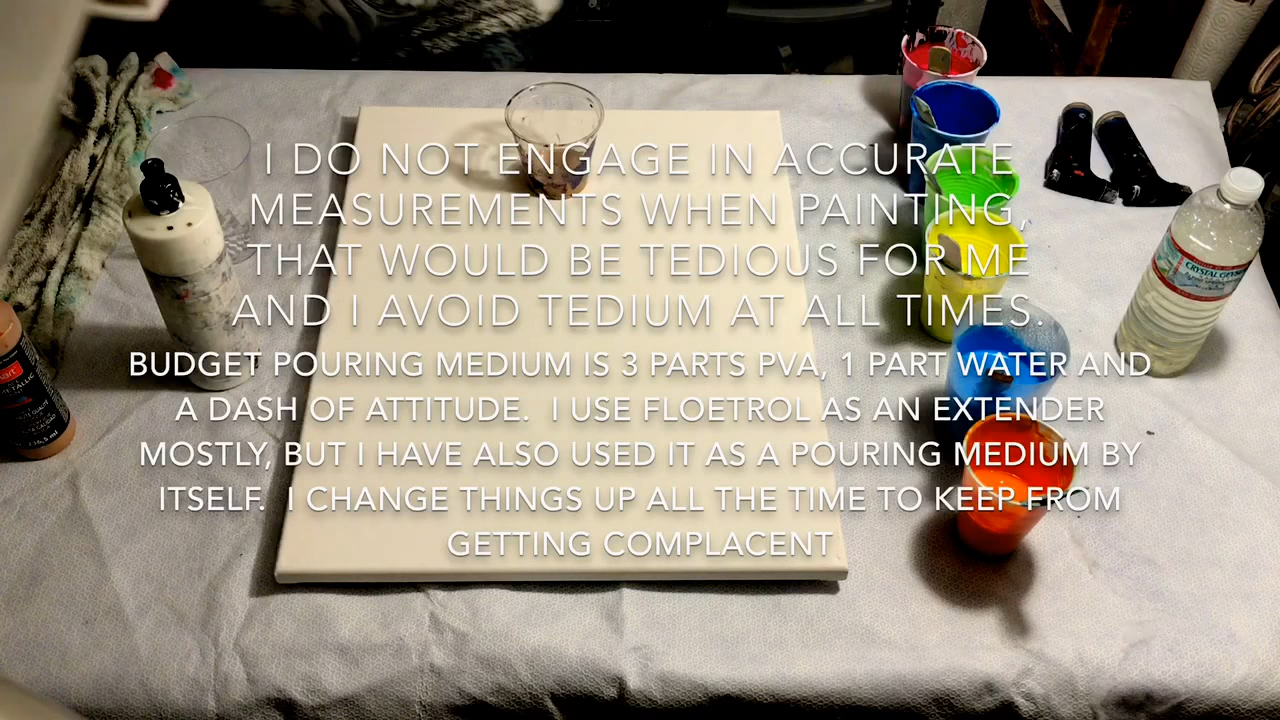 I DO NOT ENGAGE IN ACCURATE
MEASUREMENTS WHEN PAINTING,
THAT WOULD BE TEDIOUS FOR ME
AND I AVOID TEDIUM AT ALL TIMES.
BUDGET POURING MEDIUM IS 3 PARTS PVA, 1 PART WATER AND
A DASH OF ATTITUDE. I USE FLOETROL AS AN EXTENDER
MOSTLY, BUT I HAVE ALSO USED IT AS A POURING MEDIUM BY
ITSELF. I CHANGE THINGS UP ALL THE TIME TO KEEP FROM
GETTING COMPLACENT
CRYSTAL GEYSER